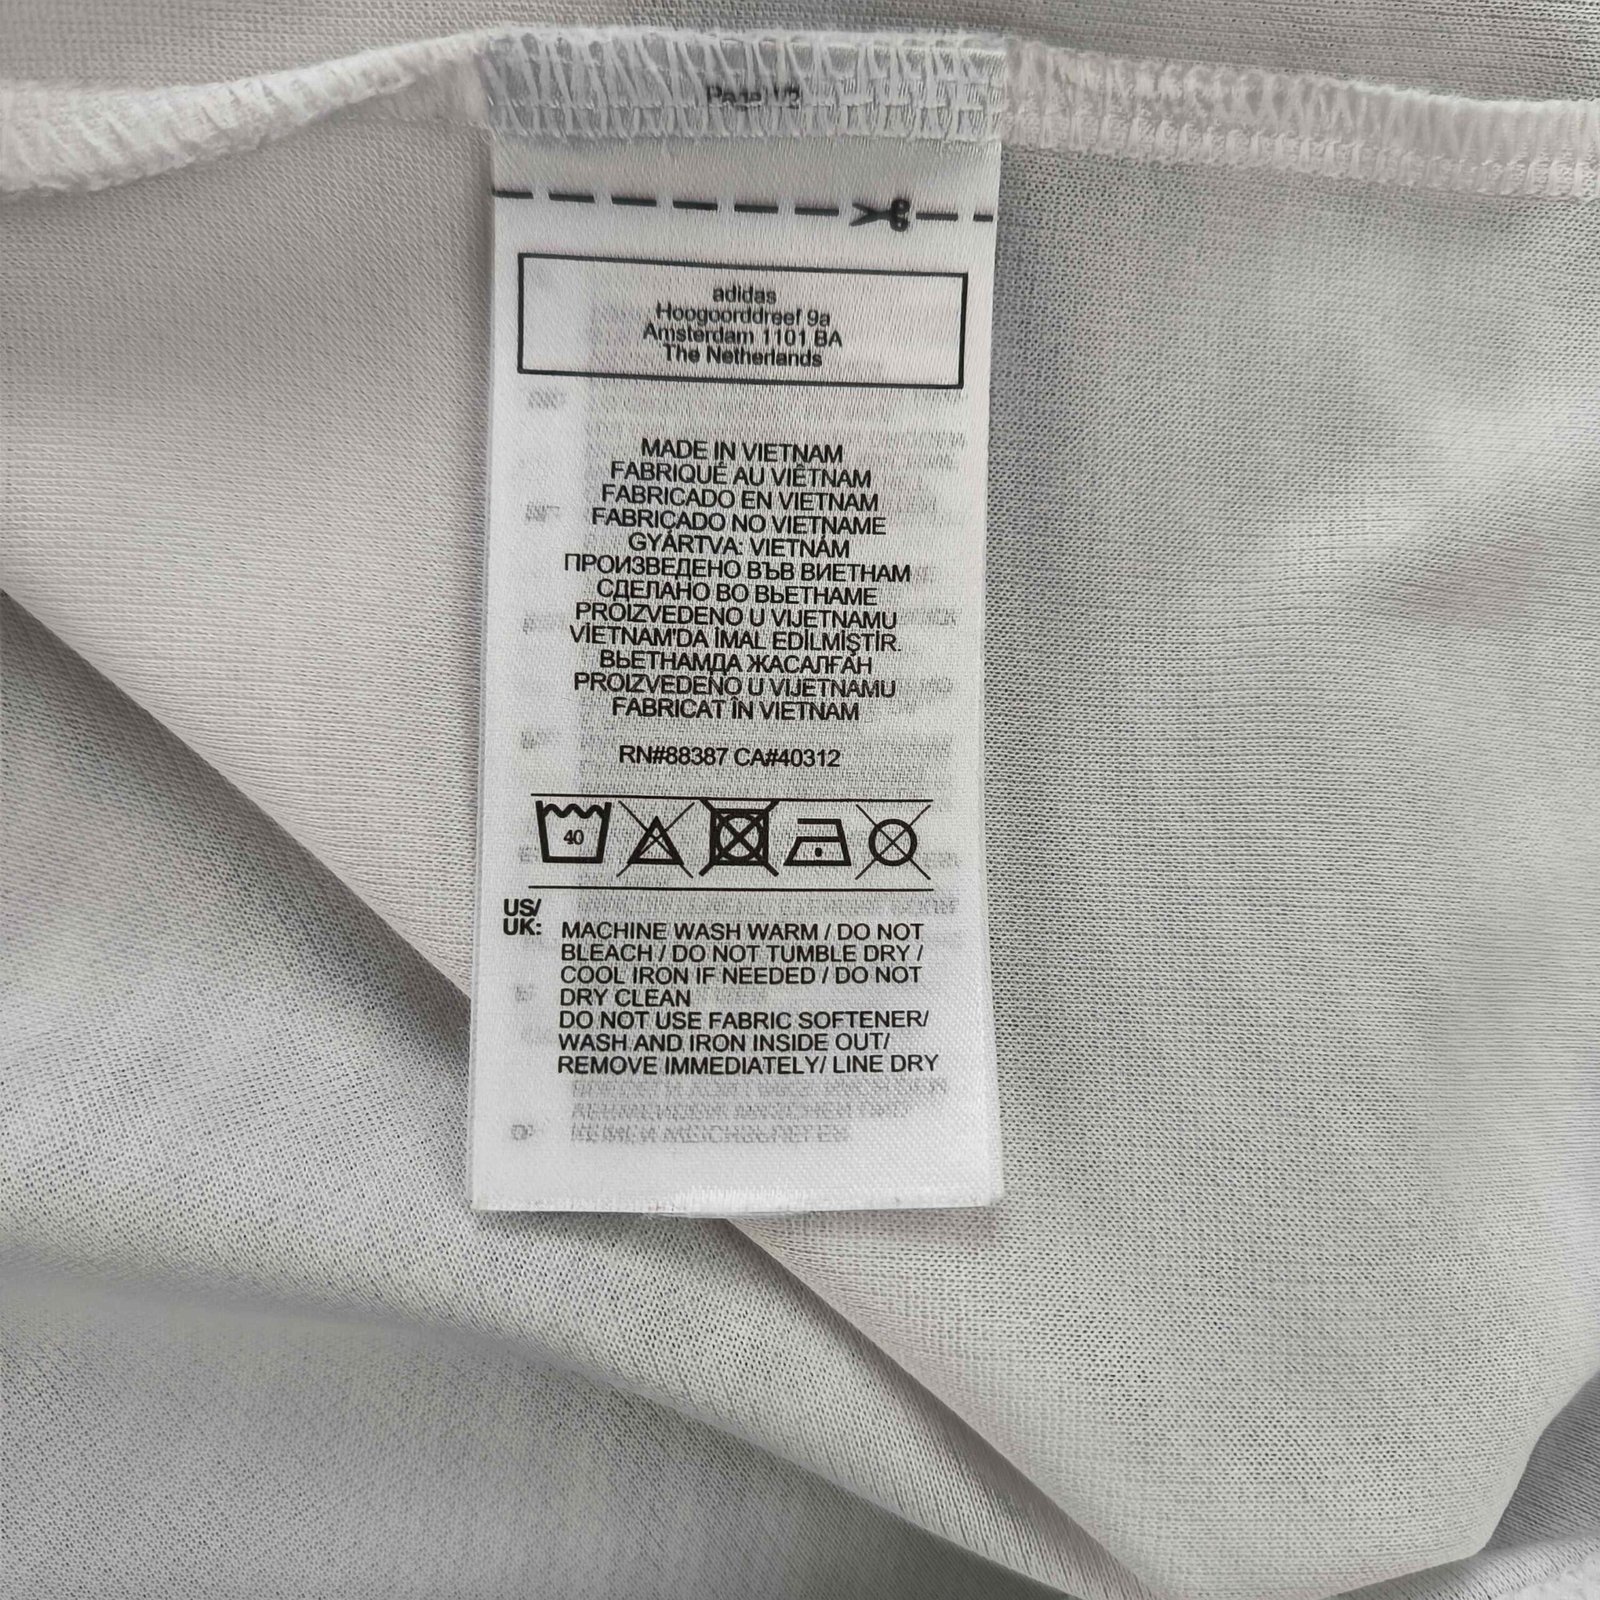 adidas
Hoogoorddreef 9a
Amsterdam 1101 BA
The Netherlands
MADE IN VIETNAM
FABRIQUÉ AU VIÊTNAM
FABRICADO EN VIETNAM
FABRICADO NO VIETNAME
GYÁRTVA: VIETNÁM
ПРОИЗВЕДЕНО ВЪВ ВИЕТНАМ
СДЕЛАНО ВО ВЬЕТНАМЕ
PROIZVEDENO U VIJETNAMU
VİETNAM'DA İMAL EDİLMİŞTİR.
ВЬЕТНАМДА ЖАСАЛҒАН
PROIZVEDENO U VIJETNAMU
FABRICAT ÎN VIETNAM
RN#88387 CA#40312
40
US/
UK:
MACHINE WASH WARM / DO NOT
BLEACH / DO NOT TUMBLE DRY /
COOL IRON IF NEEDED / DO NOT
DRY CLEAN
DO NOT USE FABRIC SOFTENER/
WASH AND IRON INSIDE OUT/
REMOVE IMMEDIATELY/ LINE DRY